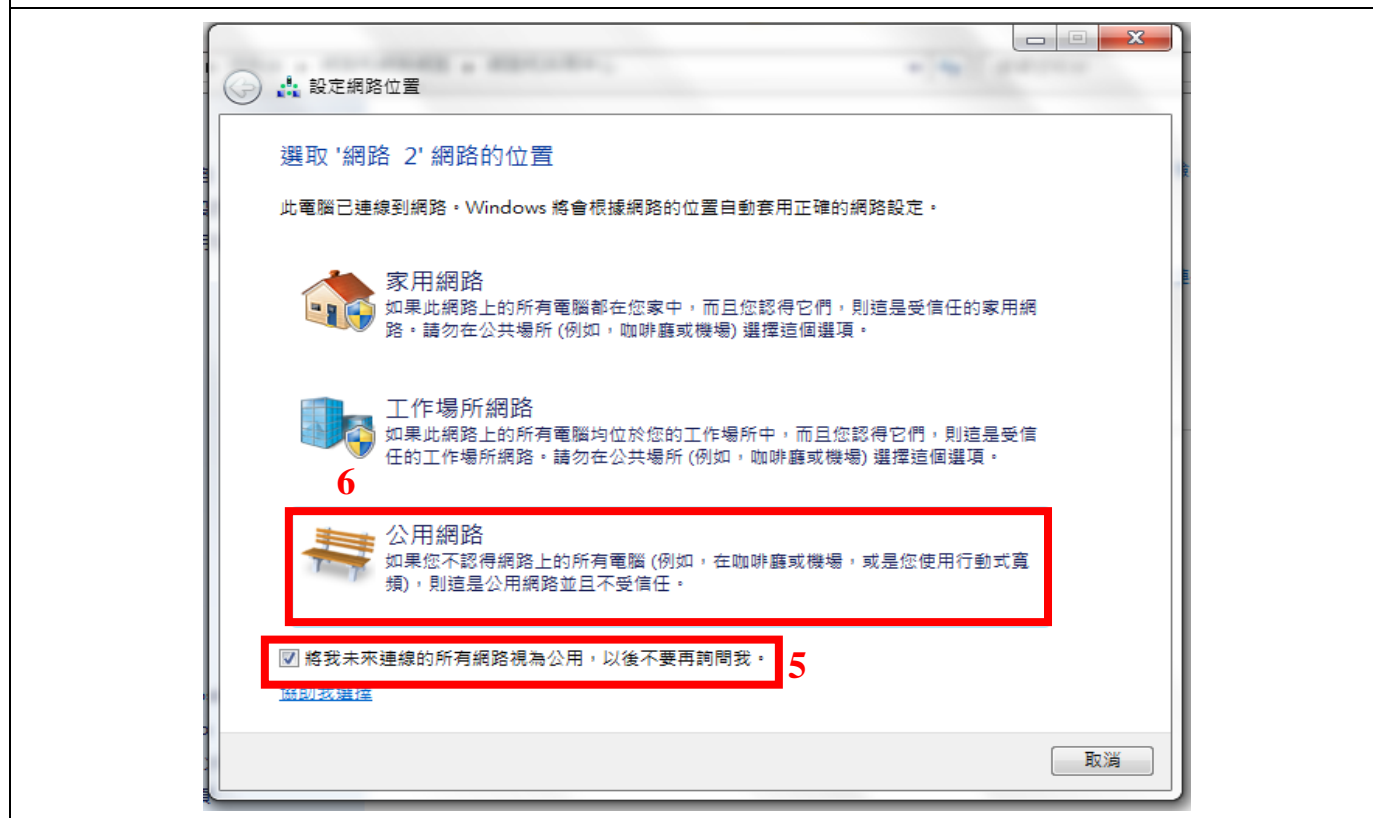 設定網路位置
選取 '網路 2' 網路的位置
此電腦已連線到網路。Windows 將會根據網路的位置自動套用正確的網路設定。
家用網路
如果此網路上的所有電腦都在您家中，而且您認得它們，則這是受信任的家用網
路。請勿在公共場所 (例如，咖啡廳或機場) 選擇這個選項。
工作場所網路
如果此網路上的所有電腦均位於您的工作場所中，而且您認得它們，則這是受信
任的工作場所網路。請勿在公共場所 (例如，咖啡廳或機場) 選擇這個選項。
6
公用網路
如果您不認得網路上的所有電腦 (例如，在咖啡廳或機場，或是您使用行動式寬
頻)，則這是公用網路並且不受信任。
將我未來連線的所有網路視為公用，以後不要再詢問我。
5
協助我選擇
取消